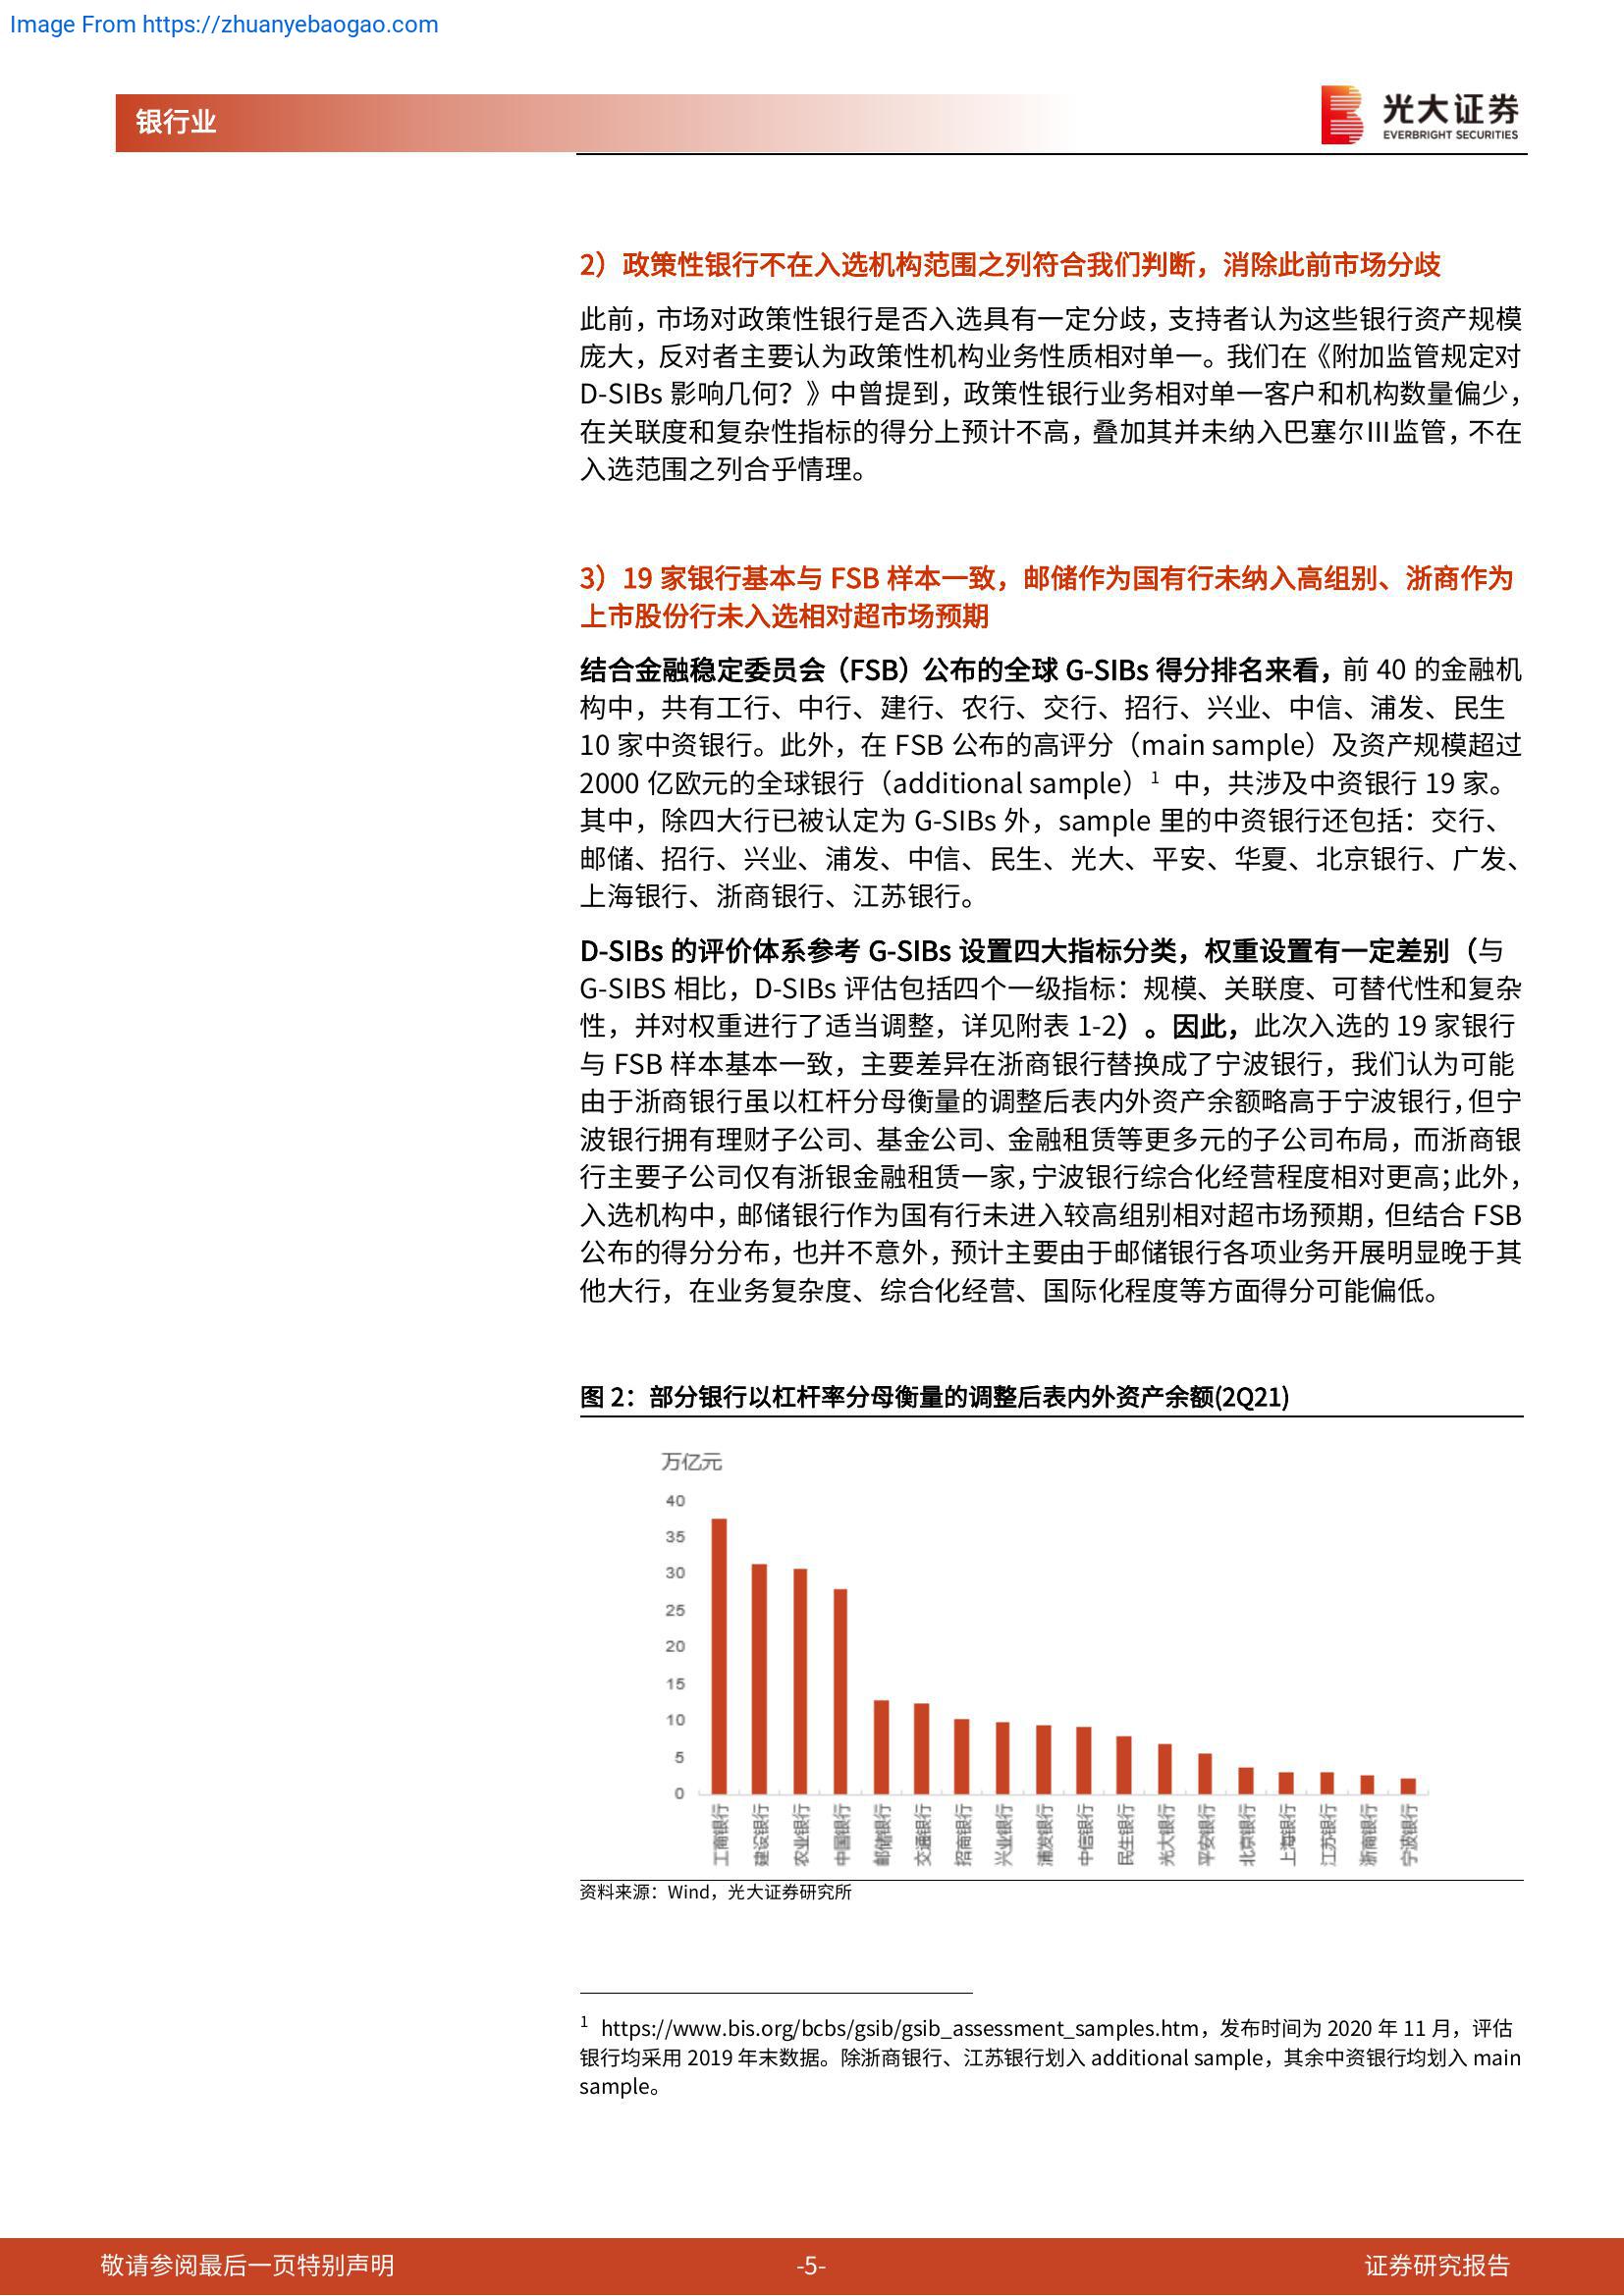 Image From https://zhuanyebaogao.com
银行业
光大证券
EVERBRIGHT SECURITIES
2）政策性银行不在入选机构范围之列符合我们判断，消除此前市场分歧
此前，市场对政策性银行是否入选具有一定分歧，支持者认为这些银行资产规模
庞大，反对者主要认为政策性机构业务性质相对单一。我们在《附加监管规定对
D-SIBs 影响几何？》中曾提到，政策性银行业务相对单一客户和机构数量偏少，
在关联度和复杂性指标的得分上预计不高，叠加其并未纳入巴塞尔Ⅲ监管，不在
入选范围之列合乎情理。
3）19 家银行基本与 FSB 样本一致，邮储作为国有行未纳入高组别、浙商作为
上市股份行未入选相对超市场预期
结合金融稳定委员会（FSB）公布的全球 G-SIBs 得分排名来看，前 40 的金融机
构中，共有工行、中行、建行、农行、交行、招行、兴业、中信、浦发、民生
10 家中资银行。此外，在 FSB 公布的高评分（main sample）及资产规模超过
2000 亿欧元的全球银行（additional sample）1 中，共涉及中资银行 19 家。
其中，除四大行已被认定为 G-SIBs 外，sample 里的中资银行还包括：交行、
邮储、招行、兴业、浦发、中信、民生、光大、平安、华夏、北京银行、广发、
上海银行、浙商银行、江苏银行。
D-SIBs 的评价体系参考 G-SIBs 设置四大指标分类，权重设置有一定差别（与
G-SIBS 相比，D-SIBs 评估包括四个一级指标：规模、关联度、可替代性和复杂
性，并对权重进行了适当调整，详见附表 1-2）。因此，此次入选的 19 家银行
与 FSB 样本基本一致，主要差异在浙商银行替换成了宁波银行，我们认为可能
由于浙商银行虽以杠杆分母衡量的调整后表内外资产余额略高于宁波银行，但宁
波银行拥有理财子公司、基金公司、金融租赁等更多元的子公司布局，而浙商银
行主要子公司仅有浙银金融租赁一家，宁波银行综合化经营程度相对更高；此外，
入选机构中，邮储银行作为国有行未进入较高组别相对超市场预期，但结合 FSB
公布的得分分布，也并不意外，预计主要由于邮储银行各项业务开展明显晚于其
他大行，在业务复杂度、综合化经营、国际化程度等方面得分可能偏低。
图 2：部分银行以杠杆率分母衡量的调整后表内外资产余额(2Q21)
万亿元
40
35
30
25
20
15
10
5
0
工商银行
建设银行
农业银行
中国银行
邮储银行
交通银行
招商银行
兴业银行
浦发银行
中信银行
民生银行
光大银行
平安银行
北京银行
上海银行
江苏银行
浙商银行
宁波银行
资料来源：Wind，光大证券研究所
1 https://www.bis.org/bcbs/gsib/gsib_assessment_samples.htm，发布时间为 2020 年 11 月，评估
银行均采用 2019 年末数据。除浙商银行、江苏银行划入 additional sample，其余中资银行均划入 main
sample。
敬请参阅最后一页特别声明
-5-
证券研究报告